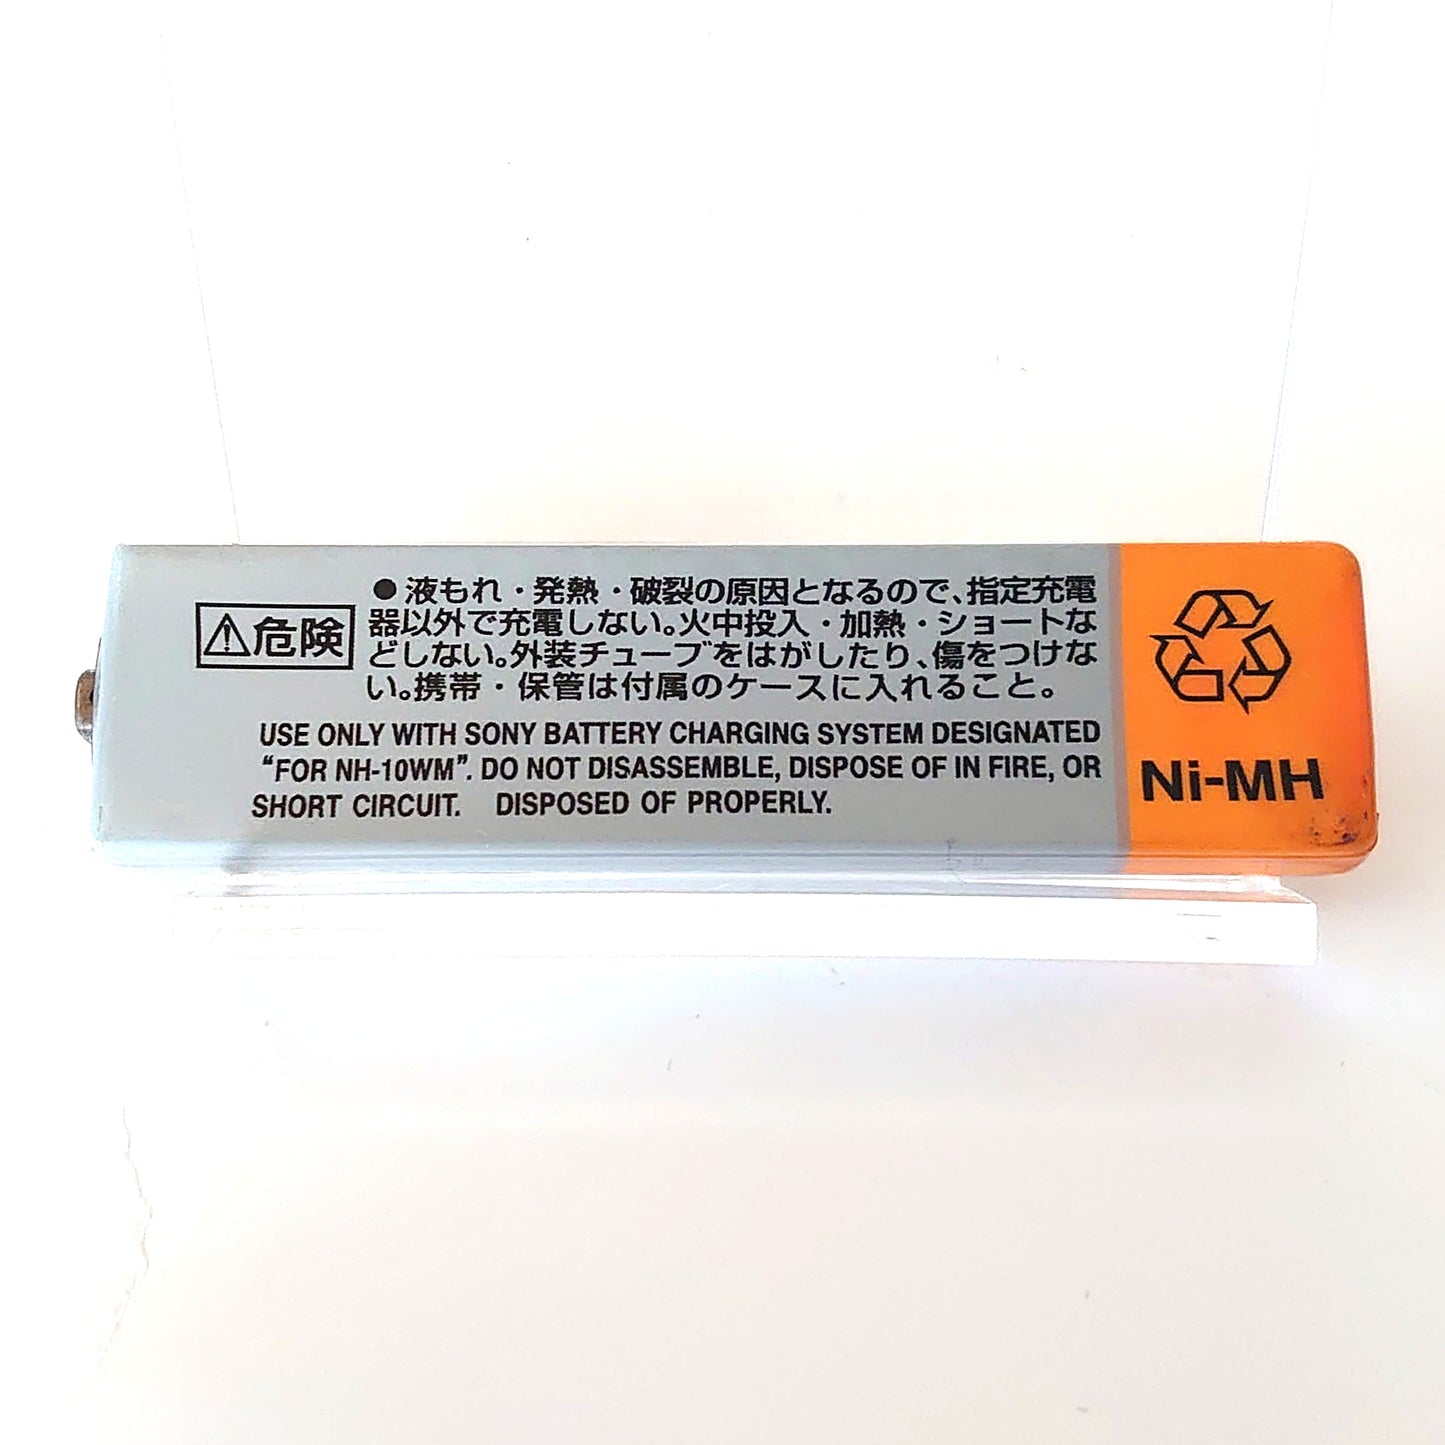 ⚠危険
●液もれ・発熱・破裂の原因となるので、指定充電
器以外で充電しない。火中投入・加熱・ショートな
どしない。外装チューブをはがしたり、傷をつけな
い。携帯・保管は付属のケースに入れること。
USE ONLY WITH SONY BATTERY CHARGING SYSTEM DESIGNATED
“FOR NH-10WM”. DO NOT DISASSEMBLE, DISPOSE OF IN FIRE, OR
SHORT CIRCUIT. DISPOSED OF PROPERLY.
Ni-MH